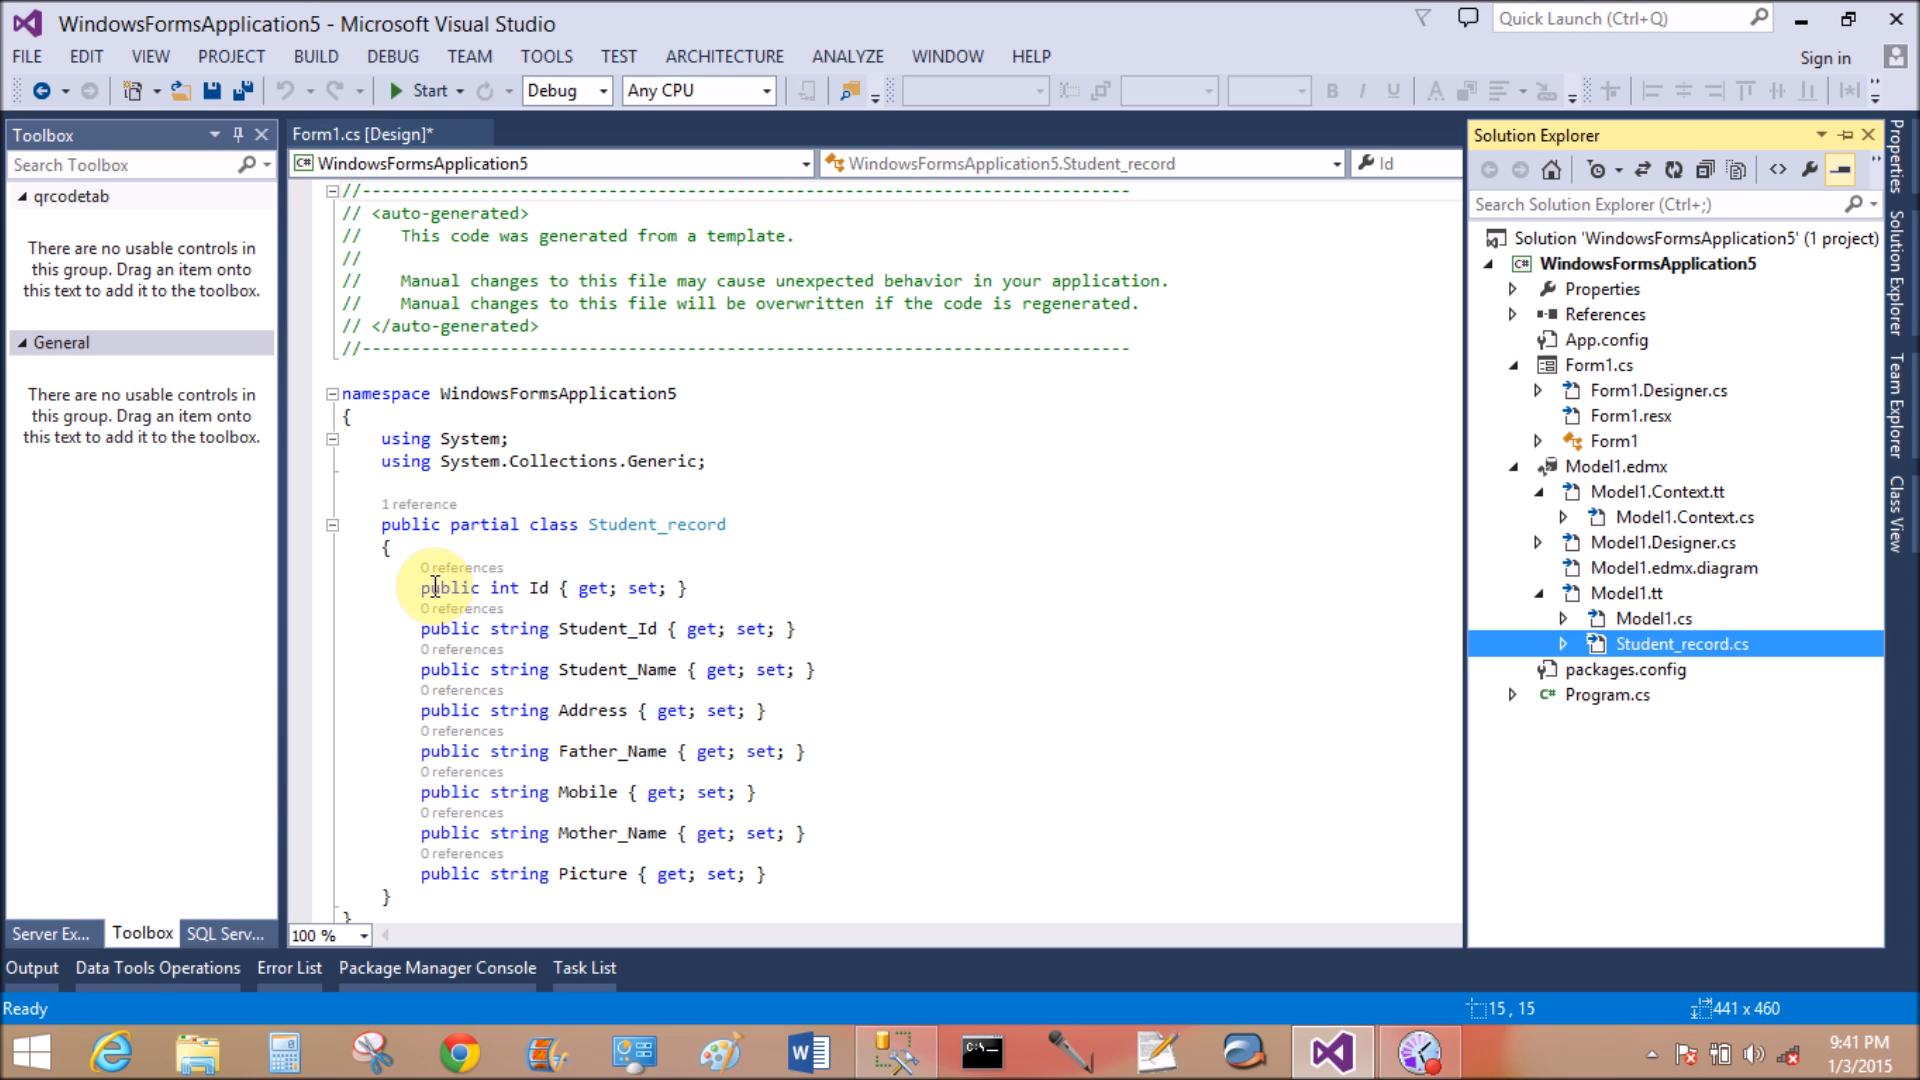 WindowsFormsApplication5 - Microsoft Visual Studio
Quick Launch (Ctrl+Q)
FILE EDIT VIEW PROJECT BUILD DEBUG TEAM TOOLS TEST ARCHITECTURE ANALYZE WINDOW HELP
Sign in
Start Debug Any CPU
B I U A
Toolbox
Search Toolbox
qrcodetab
There are no usable controls in
this group. Drag an item onto
this text to add it to the toolbox.
General
There are no usable controls in
this group. Drag an item onto
this text to add it to the toolbox.
Server Ex... Toolbox SQL Serv...
Form1.cs [Design]*
C# WindowsFormsApplication5
WindowsFormsApplication5.Student_record
Id
//------------------------------------------------------------------------------
// <auto-generated>
//    This code was generated from a template.
//
//    Manual changes to this file may cause unexpected behavior in your application.
//    Manual changes to this file will be overwritten if the code is regenerated.
// </auto-generated>
//------------------------------------------------------------------------------
namespace WindowsFormsApplication5
{
using System;
using System.Collections.Generic;
1 reference
public partial class Student_record
{
0 references
public int Id { get; set; }
0 references
public string Student_Id { get; set; }
0 references
public string Student_Name { get; set; }
0 references
public string Address { get; set; }
0 references
public string Father_Name { get; set; }
0 references
public string Mobile { get; set; }
0 references
public string Mother_Name { get; set; }
0 references
public string Picture { get; set; }
}
}
100 %
Solution Explorer
Search Solution Explorer (Ctrl+;)
Solution 'WindowsFormsApplication5' (1 project)
C# WindowsFormsApplication5
Properties
References
App.config
Form1.cs
Form1.Designer.cs
Form1.resx
Form1
Model1.edmx
Model1.Context.tt
Model1.Context.cs
Model1.Designer.cs
Model1.edmx.diagram
Model1.tt
Model1.cs
Student_record.cs
packages.config
C# Program.cs
Properties
Solution Explorer
Team Explorer
Class View
Output Data Tools Operations Error List Package Manager Console Task List
Ready
15 , 15
441 x 460
C:\
W
9:41 PM
1/3/2015